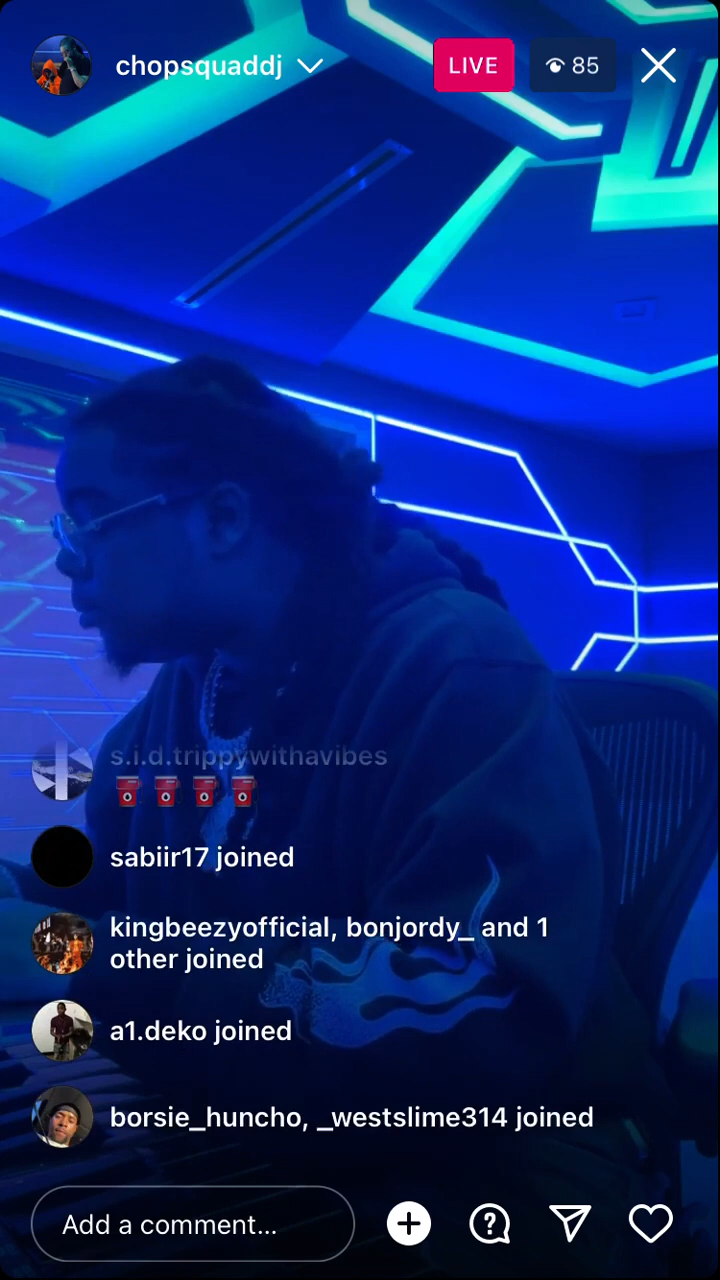 chopsquaddj
LIVE
85
s.i.d.trippywithavibes
sabiir17 joined
kingbeezyofficial, bonjordy_ and 1
other joined
a1.deko joined
borsie_huncho, _westslime314 joined
Add a comment...